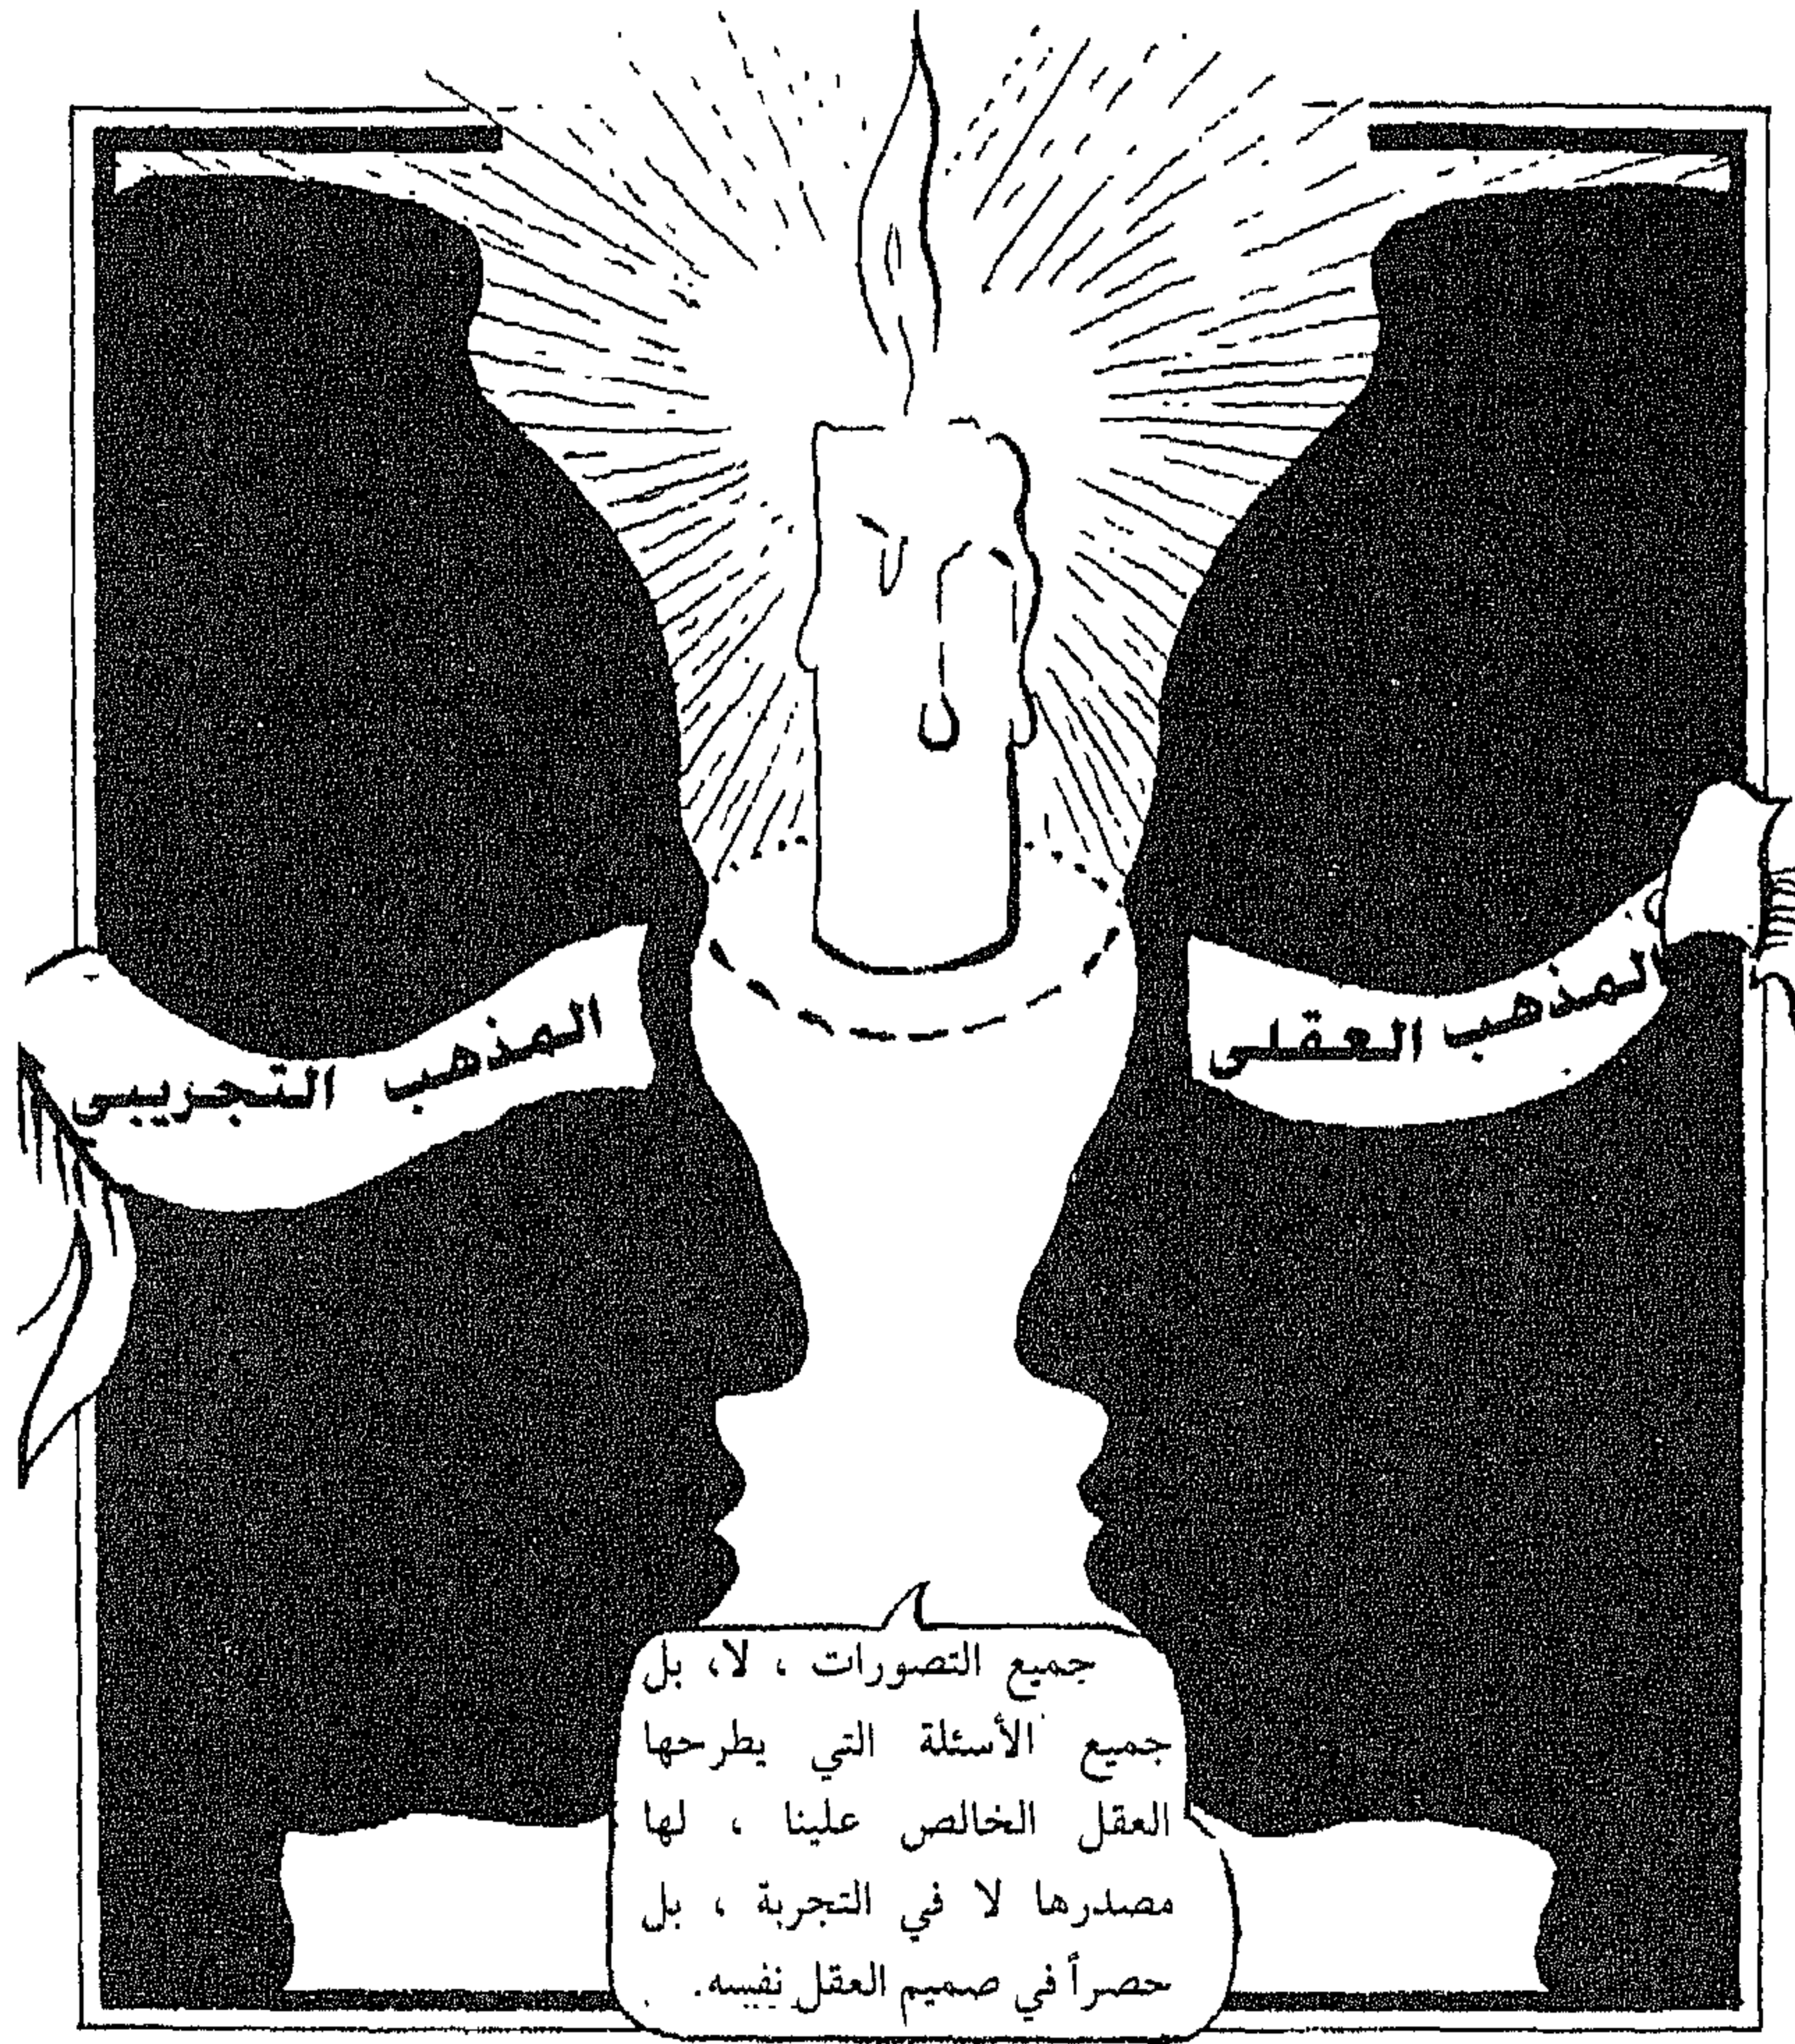 المذهب العقلى
المذهب التجريبى
جميع التصورات ، لا، بل
جميع الأسئلة التي يطرحها
العقل الخالص علينا ، لها
مصدرها لا في التجربة ، بل
حصراً في صميم العقل نفسه.